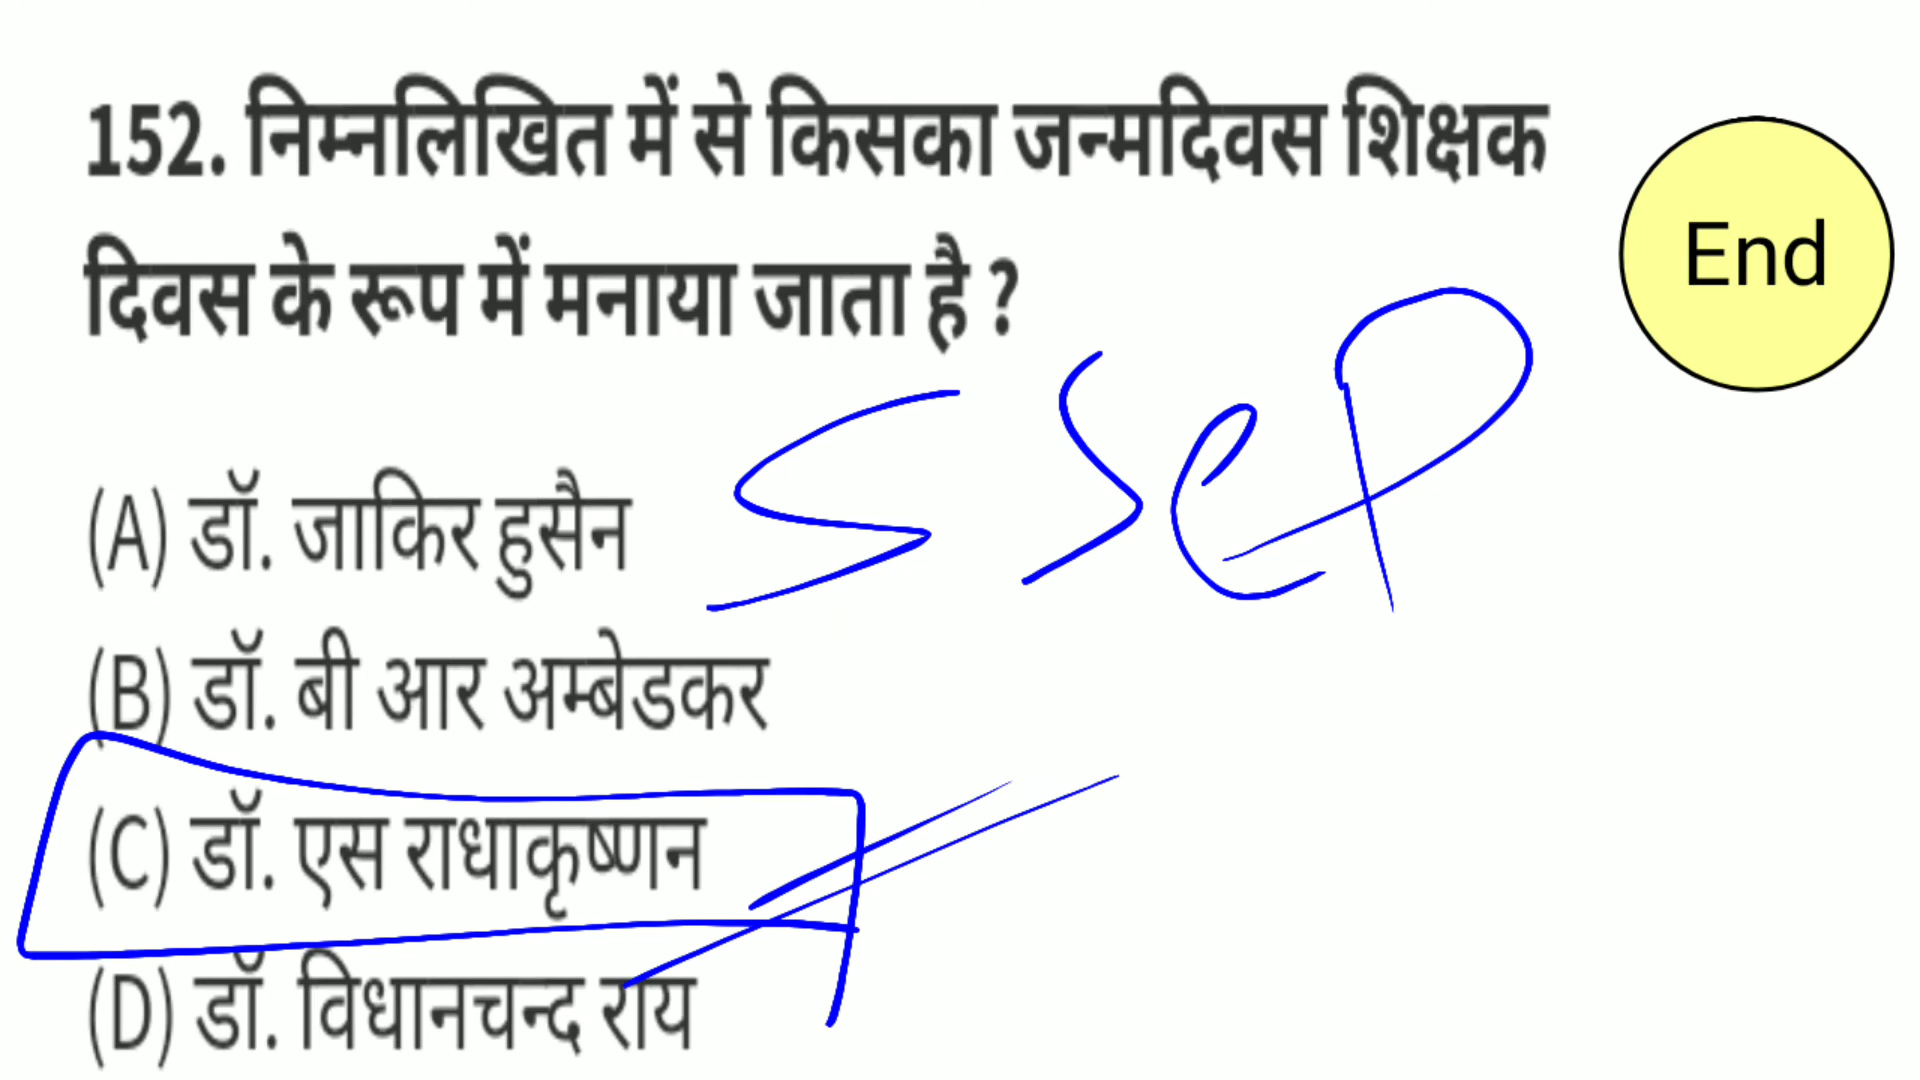 152. निम्नलिखित में से किसका जन्मदिवस शिक्षक
दिवस के रूप में मनाया जाता है ?
End
5 Sep
(A) डॉ. जाकिर हुसैन
(B) डॉ. बी आर अम्बेडकर
(C) डॉ. एस राधाकृष्णन
(D) डॉ. विधानचन्द राय